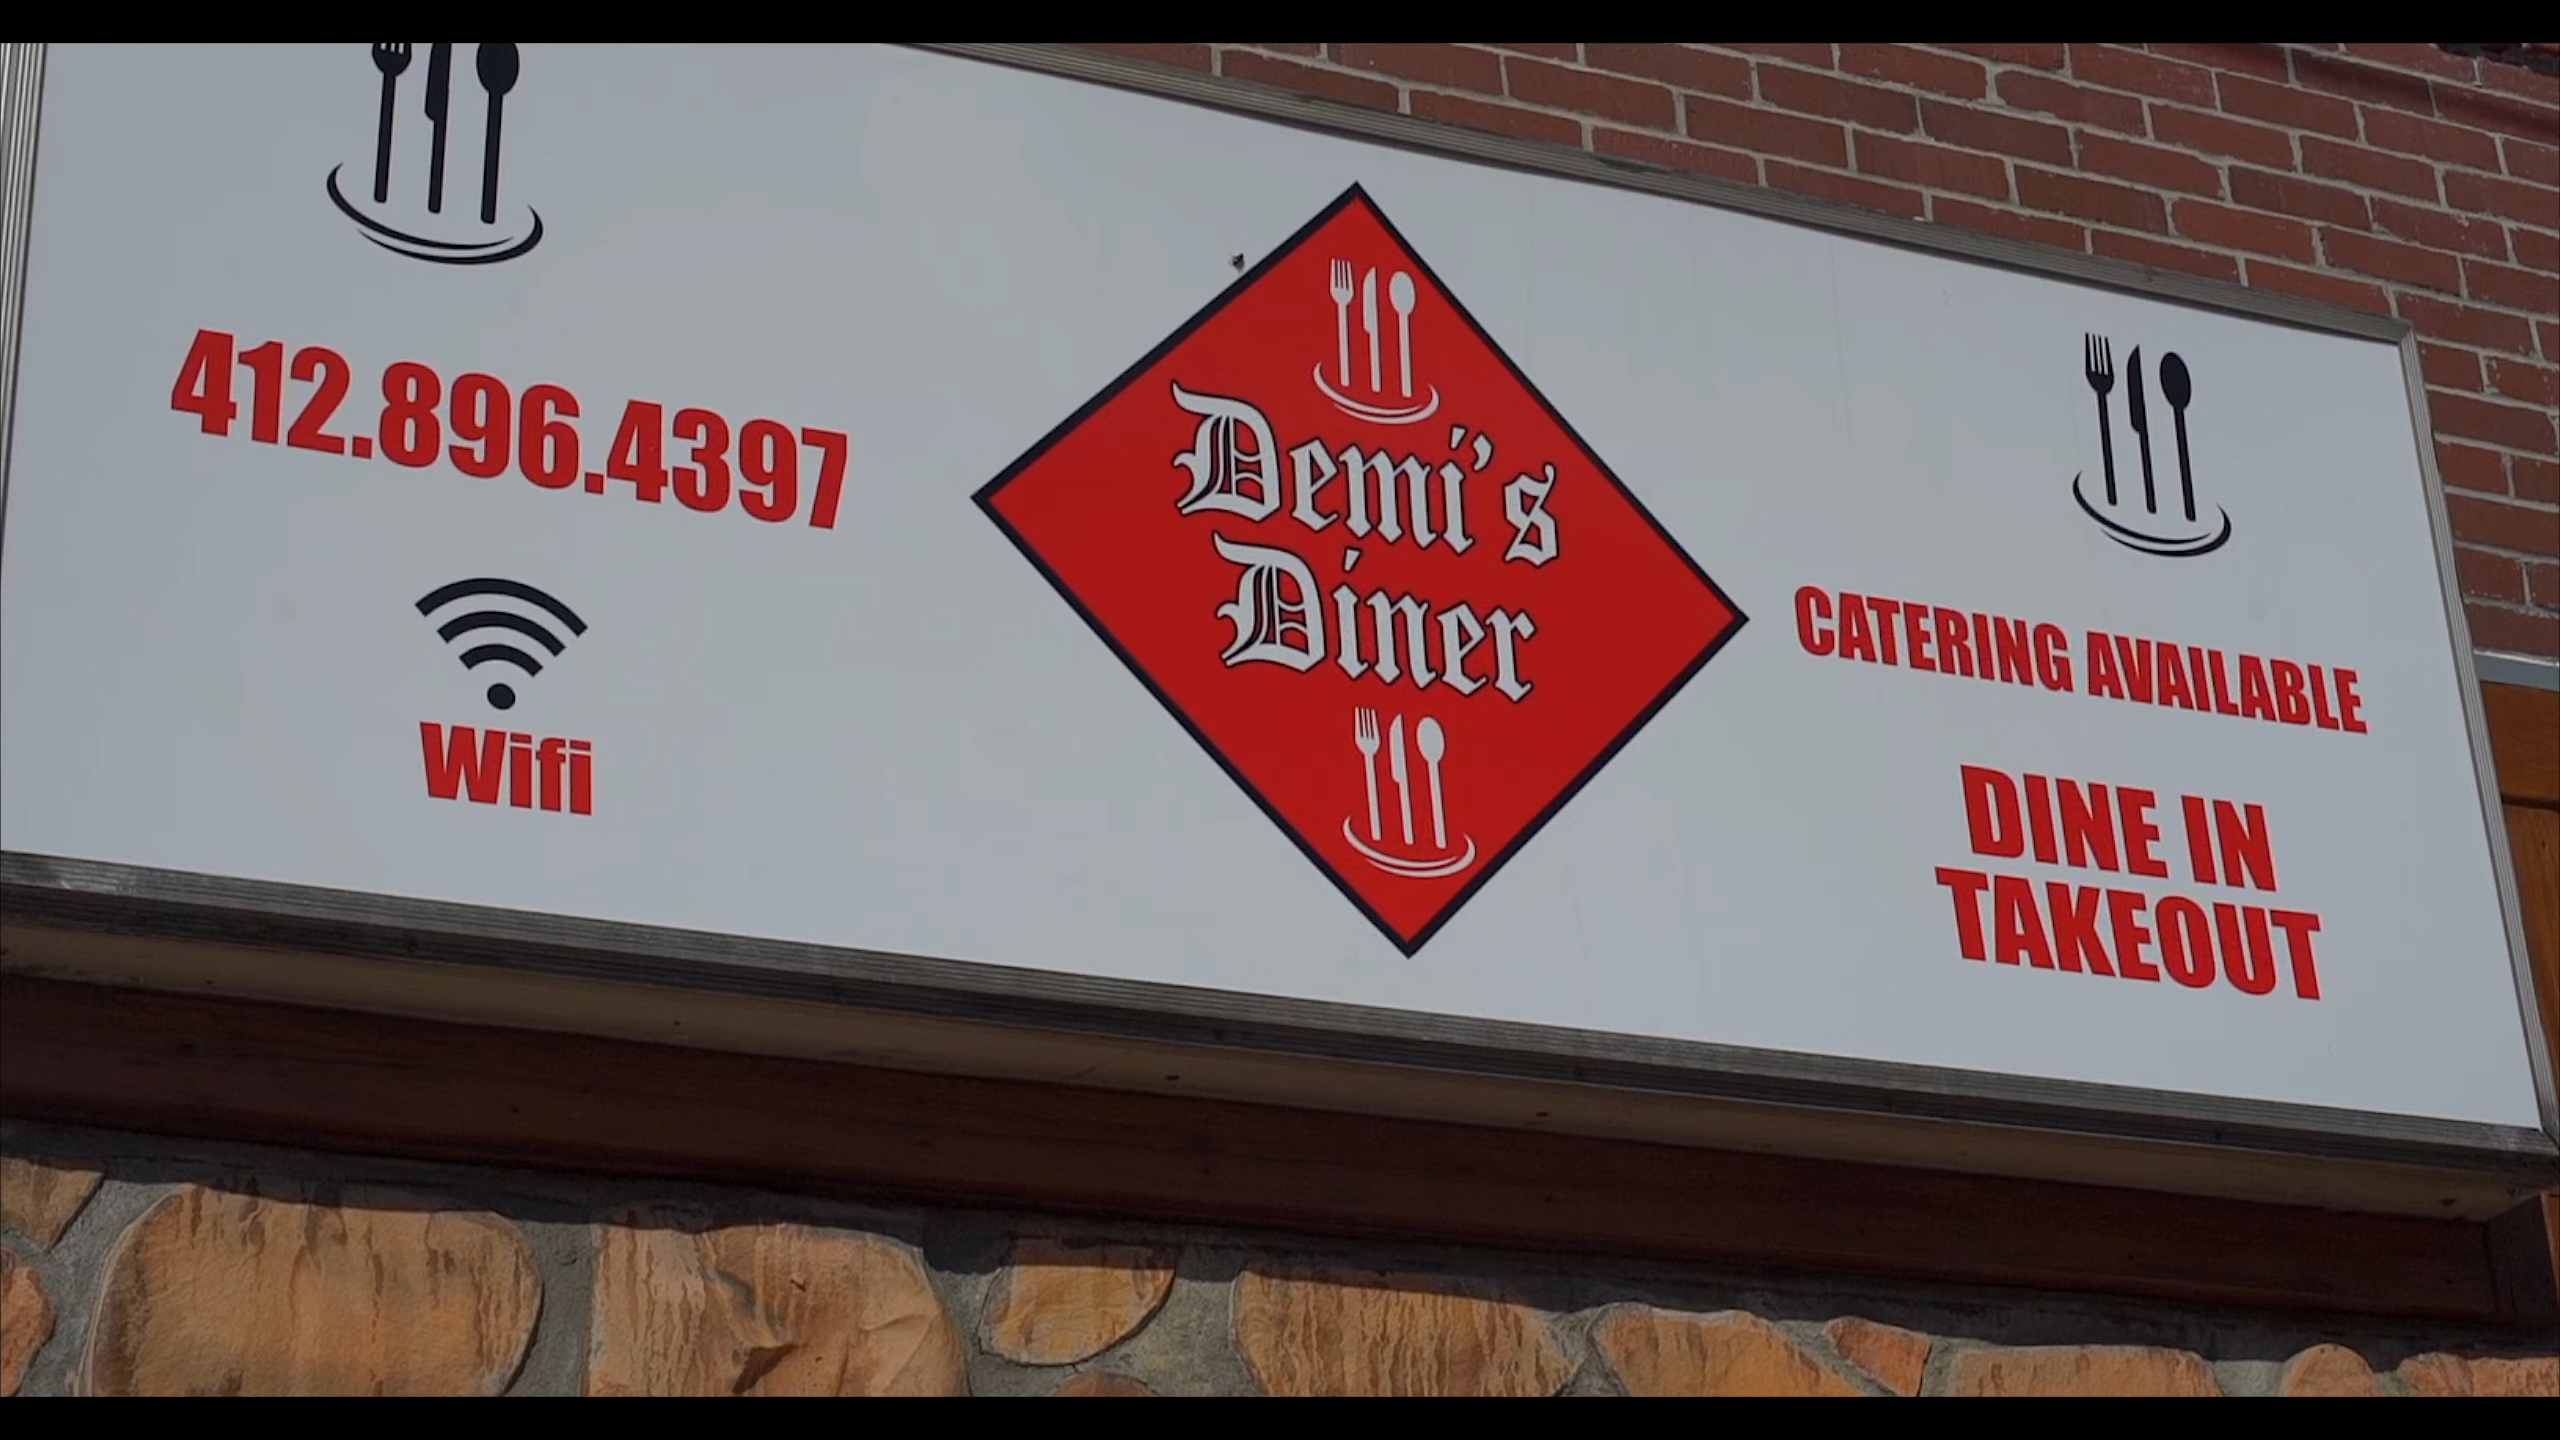 412.896.4397
Wifi
Demi's
Diner
CATERING AVAILABLE
DINE IN
TAKEOUT